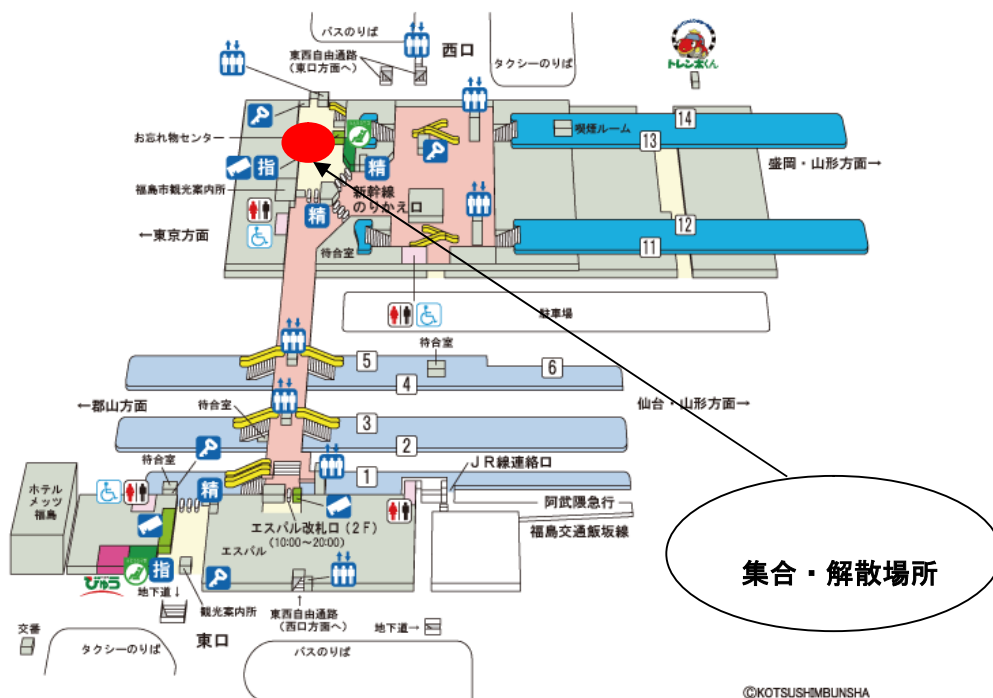 バスのりば
東西自由通路
(東口方面へ)
西口
タクシーのりば
トレン太くん
お忘れ物センター
喫煙ルーム
14
13
盛岡・山形方面→
指
精
福島市観光案内所
新幹線
のりかえ口
精
←東京方面
待合室
12
11
駐車場
待合室
5
6
4
←郡山方面
仙台・山形方面→
待合室
3
2
待合室
1
JR線連絡口
ホテル
メッツ
福島
精
阿武隈急行
エスパル改札口(2F)
(10:00～20:00)
福島交通飯坂線
エスパル
集合・解散場所
びゅう
指
地下道↓
観光案内所
東西自由通路
(西口方面へ)
地下道→
交番
東口
タクシーのりば
バスのりば
©KOTSUSHIMBUNSHA